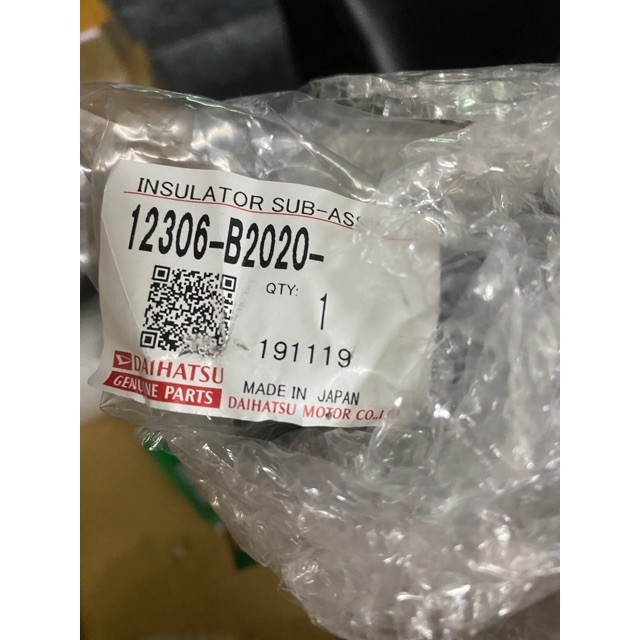 INSULATOR SUB-ASS
12306-B2020-
QTY: 1
191119
DAIHATSU
GENUINE PARTS
MADE IN JAPAN
DAIHATSU MOTOR CO.,